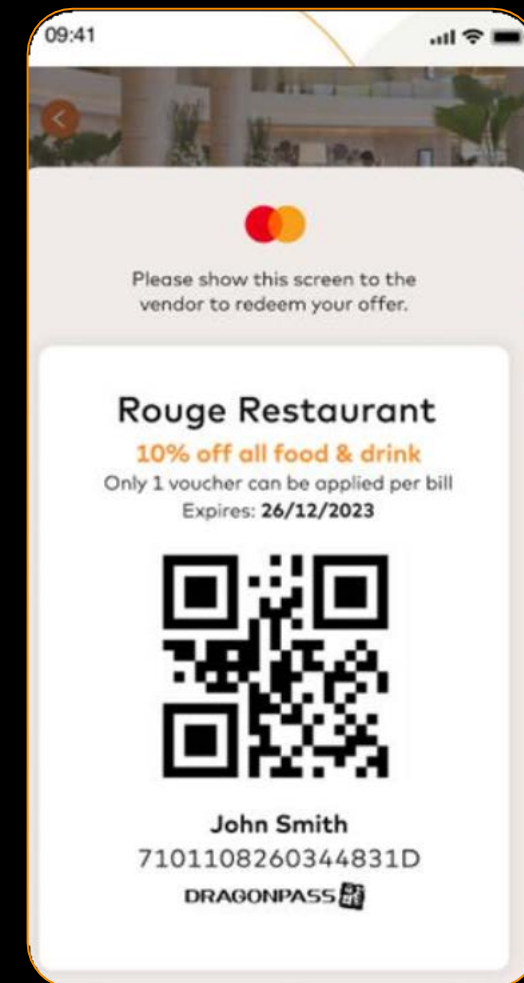 09:41
Please show this screen to the
vendor to redeem your offer.
Rouge Restaurant
10% off all food & drink
Only 1 voucher can be applied per bill
Expires: 26/12/2023
John Smith
7101108260344831D
DRAGONPASS